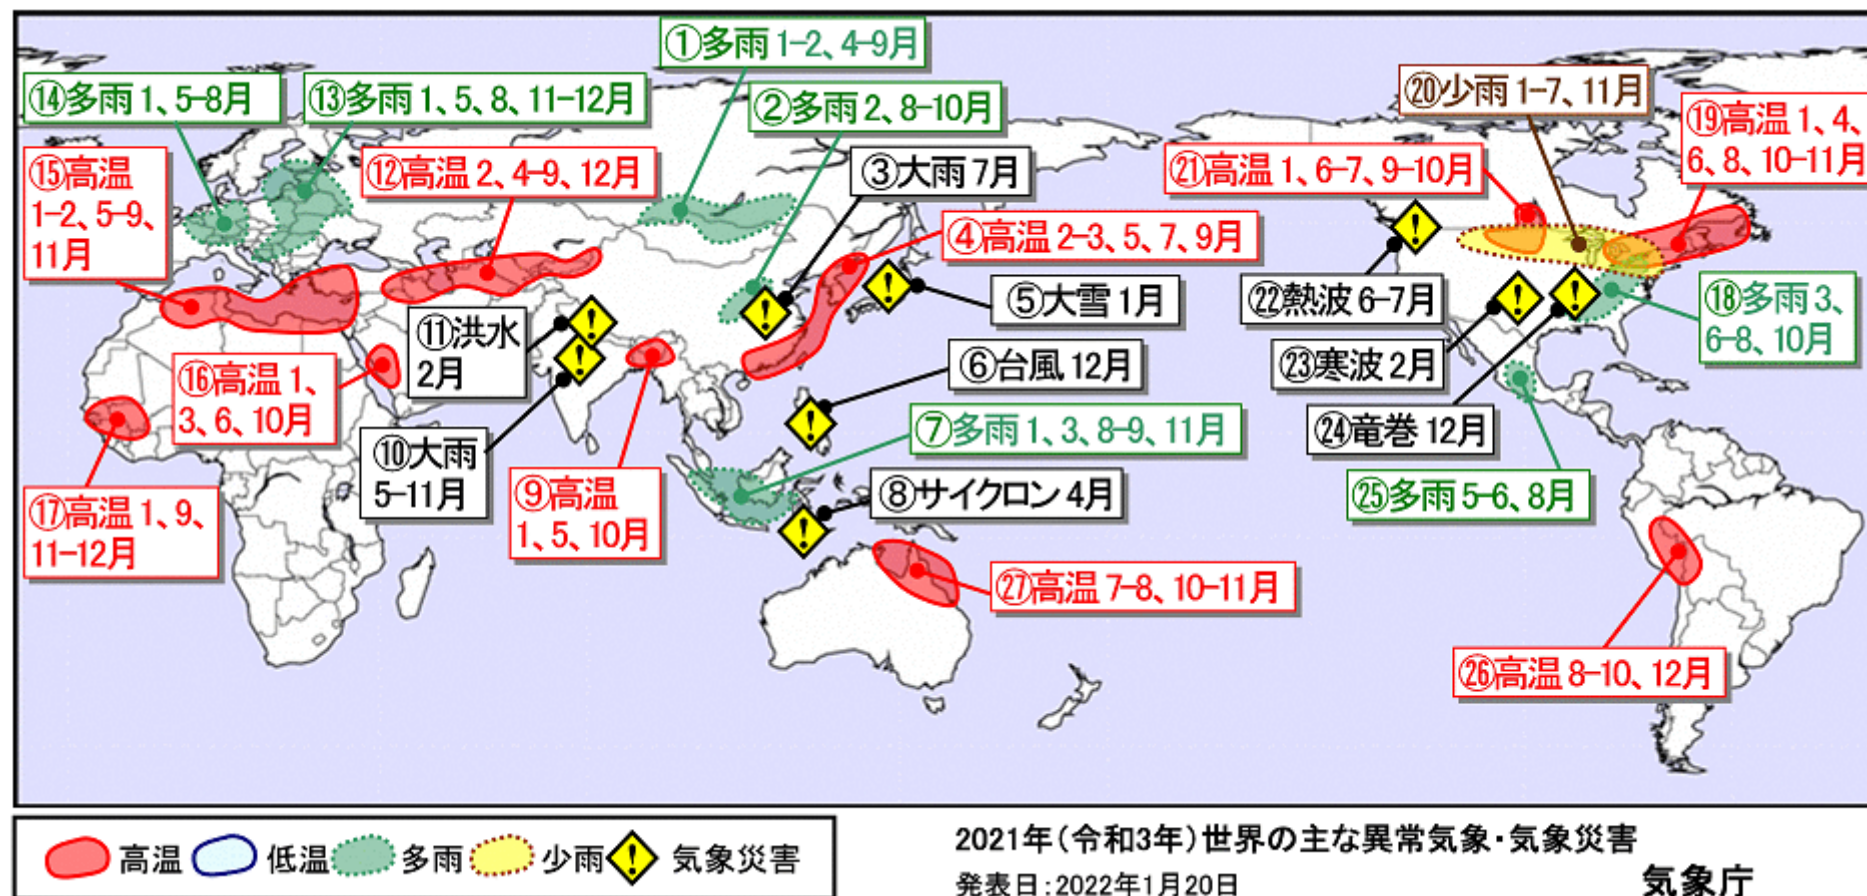 ①多雨 1-2、4-9月
⑭多雨 1、5-8月
⑬多雨 1、5、8、11-12月
②多雨 2、8-10月
⑳少雨 1-7、11月
⑲高温 1、4、
6、8、10-11月
⑮高温
1-2、5-9、
11月
⑫高温 2、4-9、12月
③大雨 7月
㉑高温 1、6-7、9-10月
④高温 2-3、5、7、9月
⑤大雪 1月
㉒熱波 6-7月
⑱多雨 3、
6-8、10月
⑪洪水
2月
⑯高温 1、
3、6、10月
⑥台風 12月
㉓寒波 2月
⑦多雨 1、3、8-9、11月
㉔竜巻 12月
⑩大雨
5-11月
⑨高温
1、5、10月
⑧サイクロン 4月
㉕多雨 5-6、8月
⑰高温 1、9、
11-12月
㉗高温 7-8、10-11月
㉖高温 8-10、12月
高温 低温 多雨 少雨 気象災害
2021年(令和3年)世界の主な異常気象・気象災害
発表日:2022年1月20日
気象庁